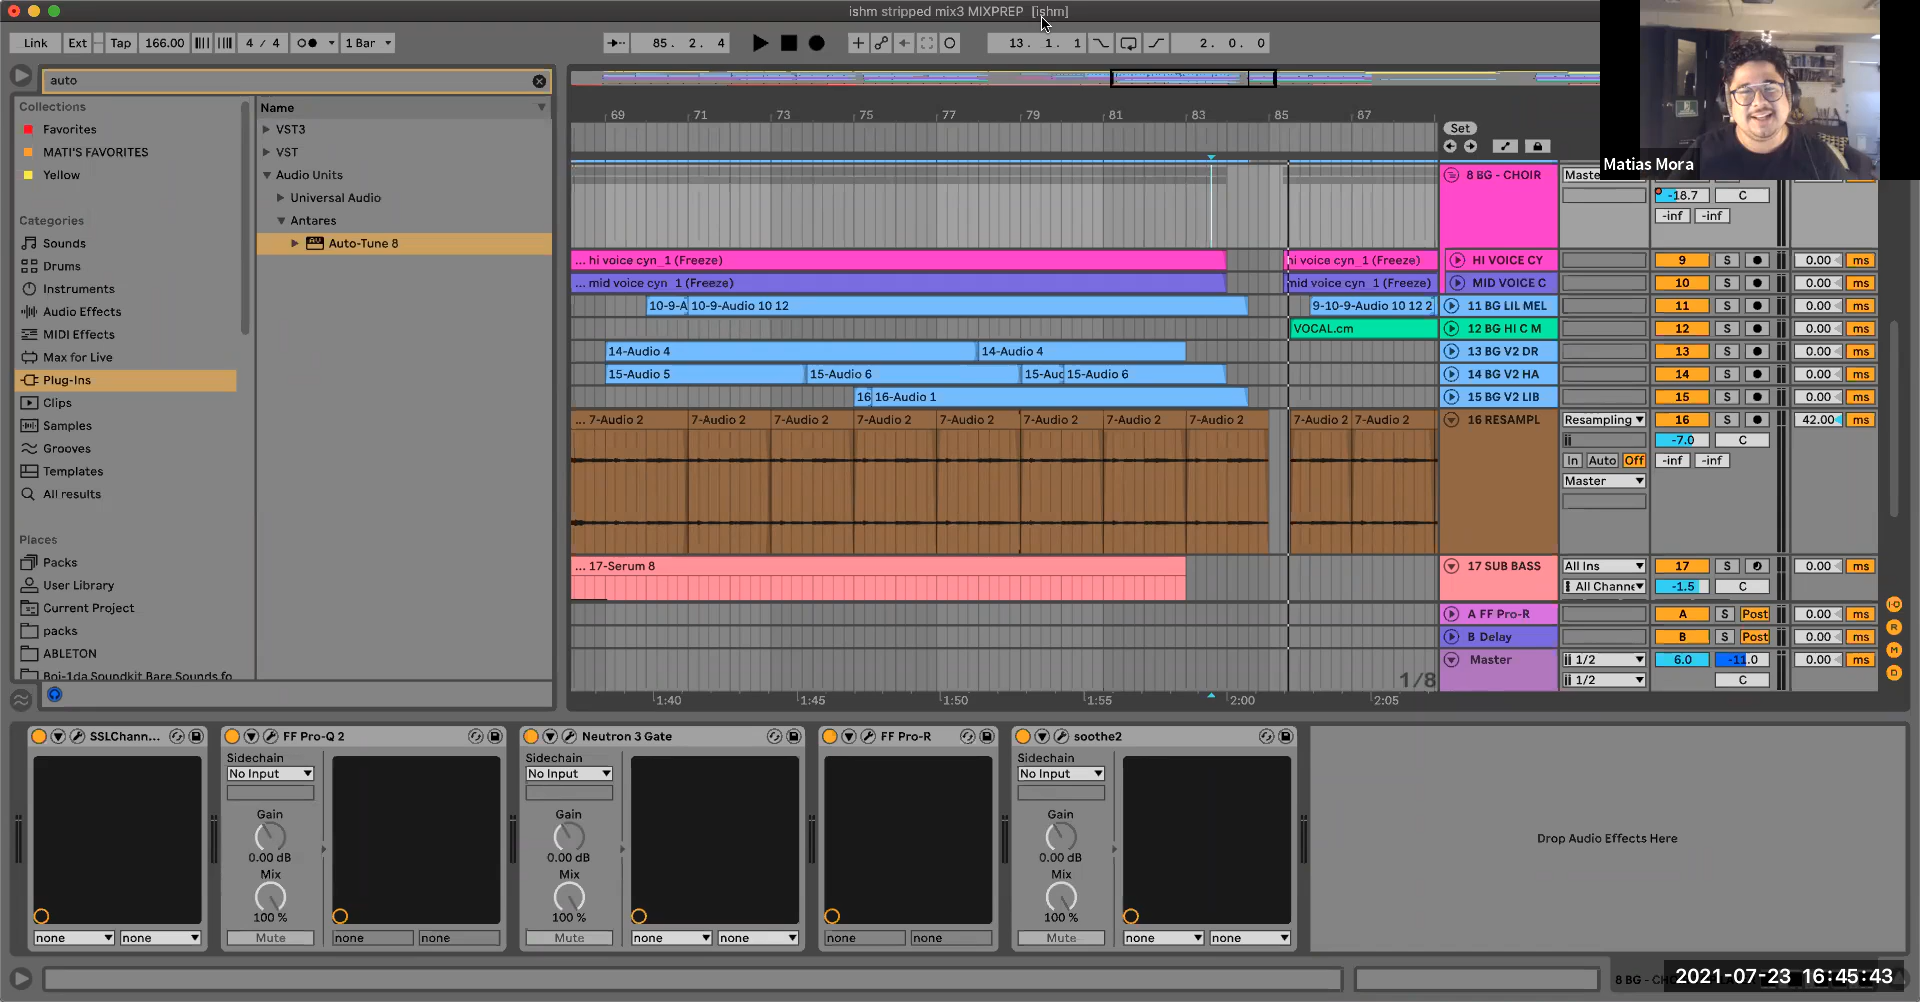 ishm stripped mix3 MIXPREP [ishm]
Link Ext Tap 166.00 4 / 4 1 Bar 85. 2. 4 13. 1. 1 2. 0. 0
auto
Collections
Favorites
MATI'S FAVORITES
Yellow
Categories
Sounds
Drums
Instruments
Audio Effects
MIDI Effects
Max for Live
Plug-Ins
Clips
Samples
Grooves
Templates
All results
Places
Packs
User Library
Current Project
packs
ABLETON
Boi-1da Soundkit Bare Sounds fo
Name
VST3
VST
Audio Units
Universal Audio
Antares
Auto-Tune 8
69 71 73 75 77 79 81 83 85 87
Set
Matias Mora
8 BG - CHOIR Maste -18.7 C
-inf -inf
... hi voice cyn_1 (Freeze) hi voice cyn_1 (Freeze) HI VOICE CY 9 S 0.00 ms
... mid voice cyn_1 (Freeze) mid voice cyn_1 (Freeze) MID VOICE C 10 S 0.00 ms
10-9-A 10-9-Audio 10 12 9-10-9-Audio 10 12 2 11 BG LIL MEL 11 S 0.00 ms
VOCAL.cm 12 BG HI C M 12 S 0.00 ms
14-Audio 4 14-Audio 4 13 BG V2 DR 13 S 0.00 ms
15-Audio 5 15-Audio 6 15-Auc 15-Audio 6 14 BG V2 HA 14 S 0.00 ms
16 16-Audio 1 15 BG V2 LIB 15 S 0.00 ms
... 7-Audio 2 7-Audio 2 7-Audio 2 7-Audio 2 7-Audio 2 7-Audio 2 7-Audio 2 7-Audio 2 7-Audio 2 7-Audio 2 16 RESAMPL Resampling 16 S 42.00 ms
-7.0 C
In Auto Off -inf -inf
Master
... 17-Serum 8 17 SUB BASS All Ins 17 S 0.00 ms
All Channe -1.5 C
A FF Pro-R A S Post 0.00 ms
B Delay B S Post 0.00 ms
Master 1/2 6.0 -11.0 0.00 ms
1/8 1/2 C
1:40 1:45 1:50 1:55 2:00 2:05
I-O
R
M
D
SSLChann...
none none
FF Pro-Q 2
Sidechain
No Input
Gain
0.00 dB
Mix
100 %
Mute none none
Neutron 3 Gate
Sidechain
No Input
Gain
0.00 dB
Mix
100 %
Mute none none
FF Pro-R
none none
soothe2
Sidechain
No Input
Gain
0.00 dB
Mix
100 %
Mute none none
Drop Audio Effects Here
8 BG - 2021-07-23 16:45:43